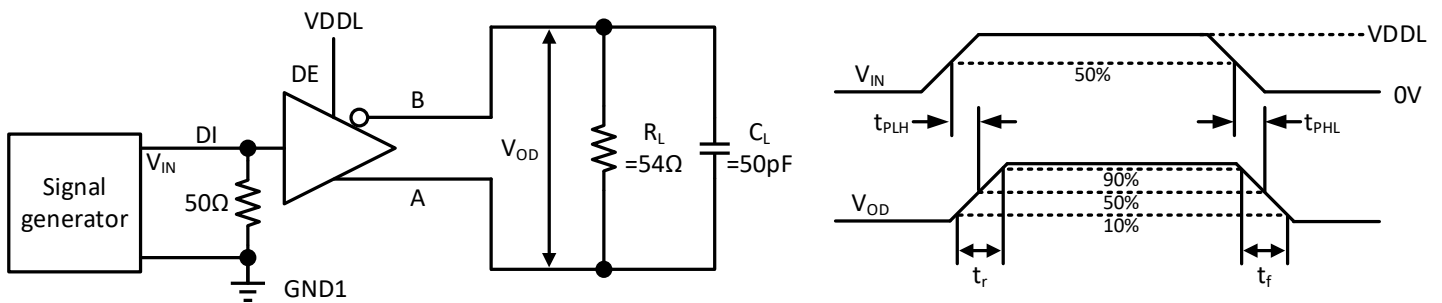 VDDL
DE
B
DI
V_IN
Signal
generator
50Ω
GND1
A
V_OD
R_L
=54Ω
C_L
=50pF
VDDL
V_IN
50%
0V
t_PLH
t_PHL
90%
50%
10%
V_OD
t_r
t_f